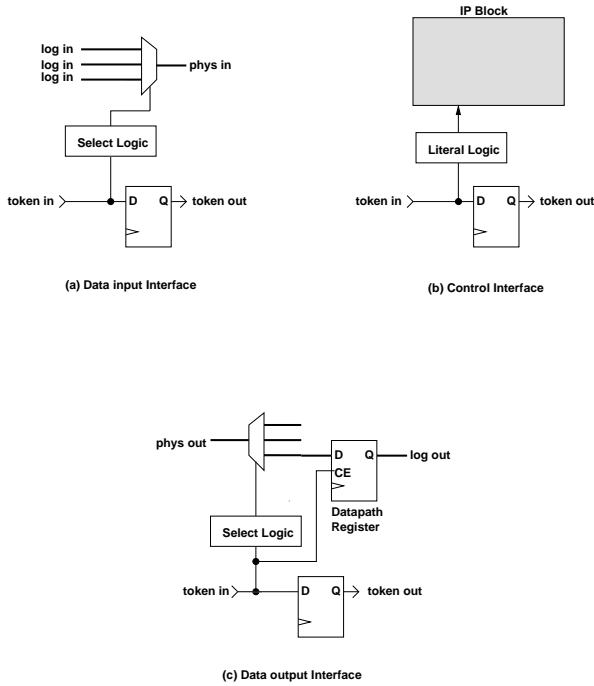 IP Block
log in
log in
log in
phys in
Select Logic
Literal Logic
token in
D Q
token out
token in
D Q
token out
(a) Data input Interface
(b) Control Interface
phys out
D Q
log out
CE
Datapath
Register
Select Logic
token in
D Q
token out
(c) Data output Interface